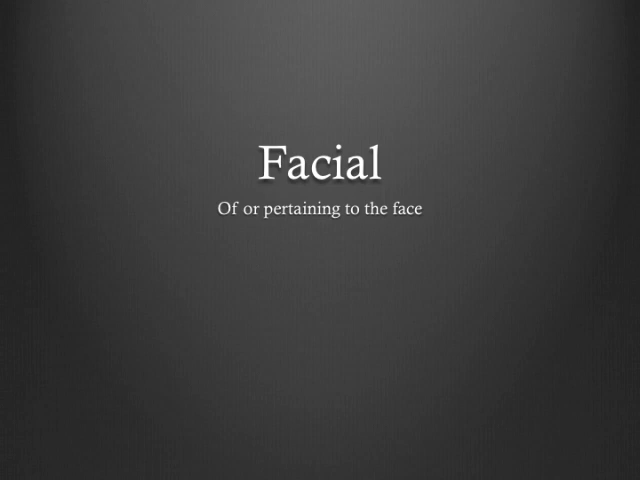 Facial
Of or pertaining to the face